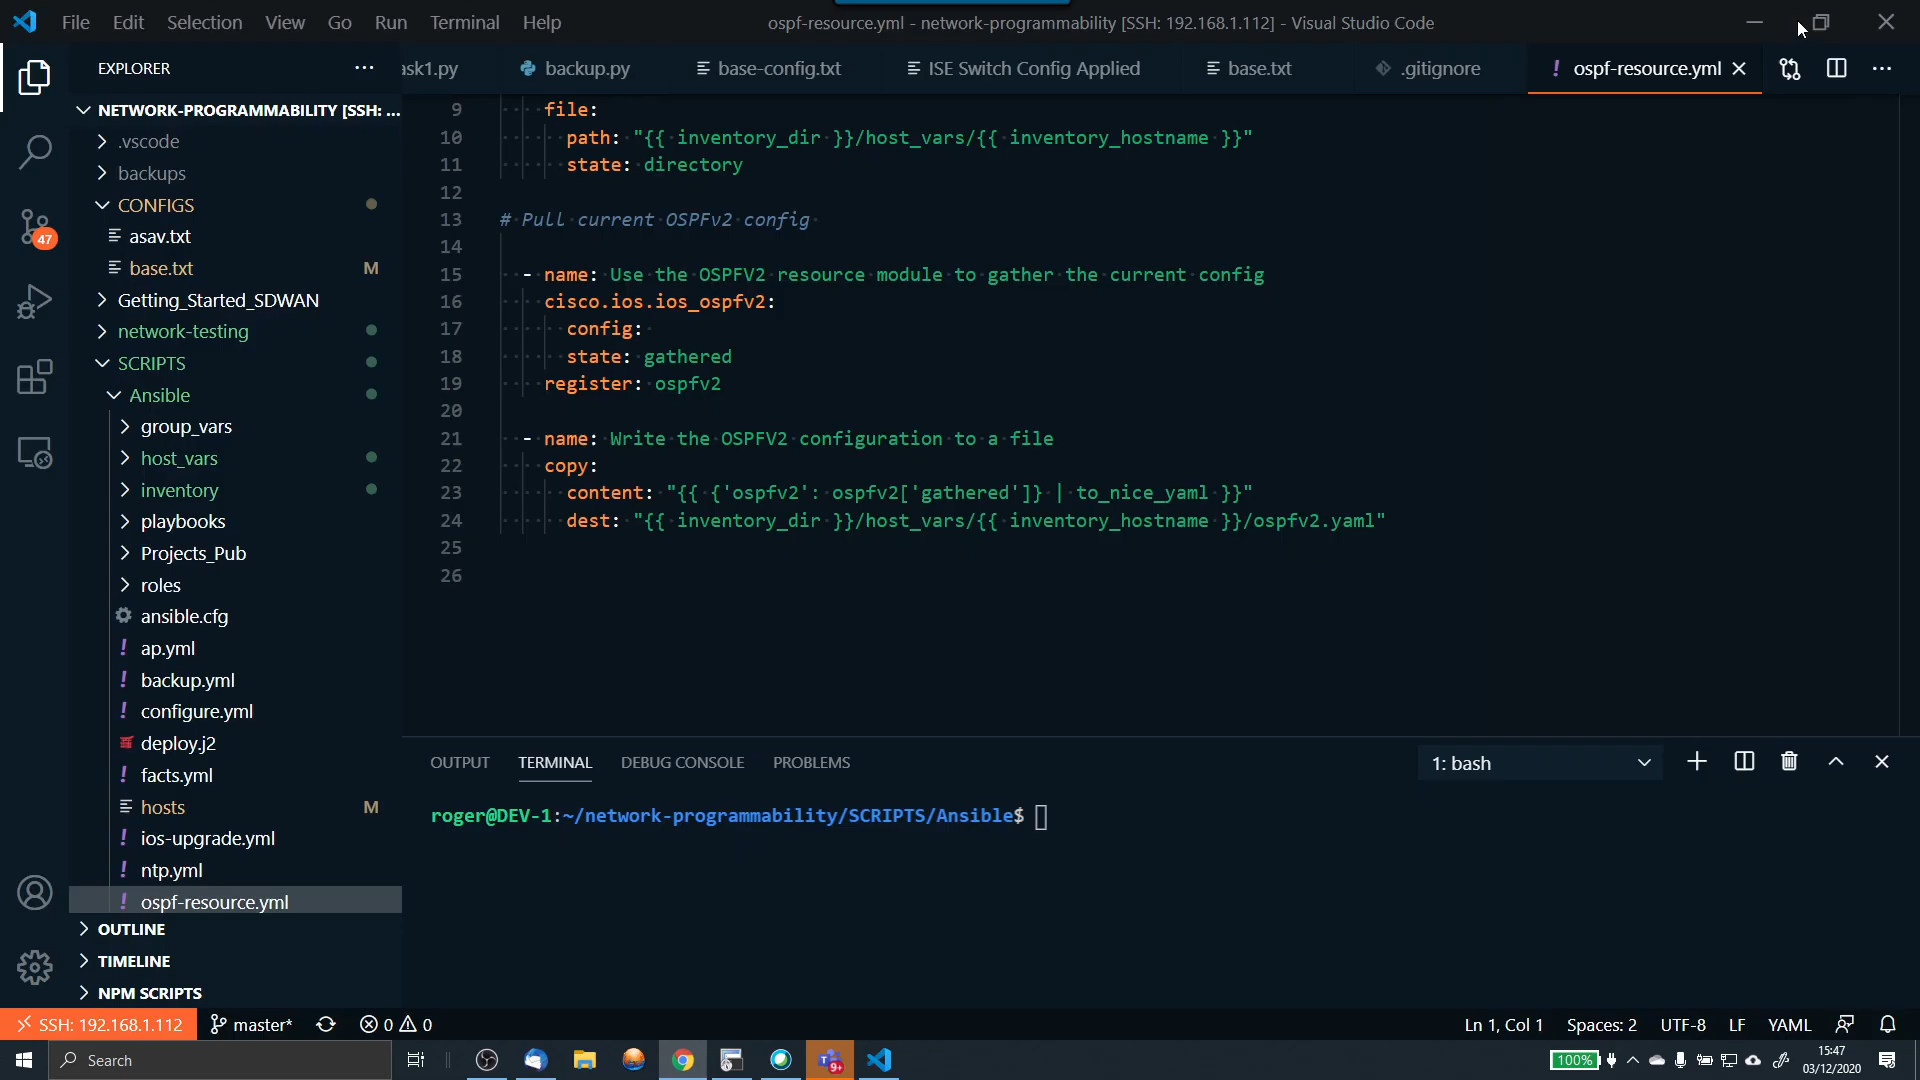 File Edit Selection View Go Run Terminal Help
ospf-resource.yml - network-programmability [SSH: 192.168.1.112] - Visual Studio Code
EXPLORER
ask1.py backup.py base-config.txt ISE Switch Config Applied base.txt .gitignore ! ospf-resource.yml
NETWORK-PROGRAMMABILITY [SSH: ...
.vscode
backups
CONFIGS
asav.txt
base.txt M
Getting_Started_SDWAN
network-testing
SCRIPTS
Ansible
group_vars
host_vars
inventory
playbooks
Projects_Pub
roles
ansible.cfg
! ap.yml
! backup.yml
! configure.yml
deploy.j2
! facts.yml
hosts M
! ios-upgrade.yml
! ntp.yml
! ospf-resource.yml
OUTLINE
TIMELINE
NPM SCRIPTS
47
9 file:
10 path: "{{ inventory_dir }}/host_vars/{{ inventory_hostname }}"
11 state: directory
12
13 # Pull current OSPFv2 config
14
15 - name: Use the OSPFV2 resource module to gather the current config
16 cisco.ios.ios_ospfv2:
17 config:
18 state: gathered
19 register: ospfv2
20
21 - name: Write the OSPFV2 configuration to a file
22 copy:
23 content: "{{ {'ospfv2': ospfv2['gathered']} | to_nice_yaml }}"
24 dest: "{{ inventory_dir }}/host_vars/{{ inventory_hostname }}/ospfv2.yaml"
25
26
OUTPUT TERMINAL DEBUG CONSOLE PROBLEMS
1: bash
roger@DEV-1:~/network-programmability/SCRIPTS/Ansible$
SSH: 192.168.1.112 master* 0 0
Ln 1, Col 1 Spaces: 2 UTF-8 LF YAML
Search
9+
100%
15:47
03/12/2020